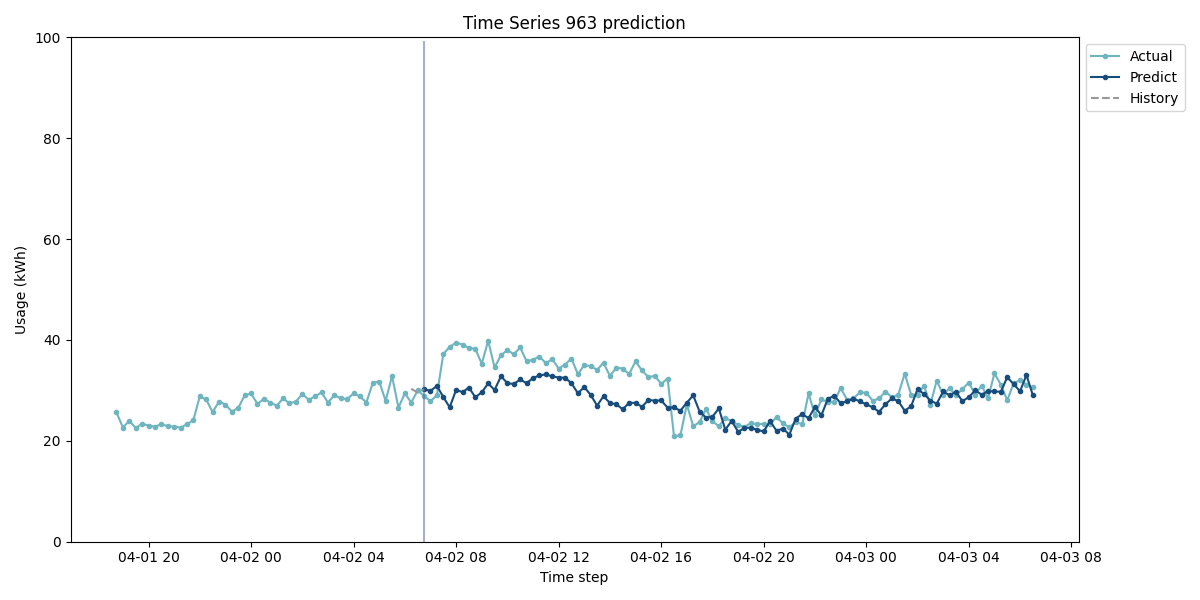 Time Series 963 prediction
100
80
60
40
20
0
Usage (kWh)
04-01 20
04-02 00
04-02 04
04-02 08
04-02 12
04-02 16
04-02 20
04-03 00
04-03 04
04-03 08
Time step
Actual
Predict
History